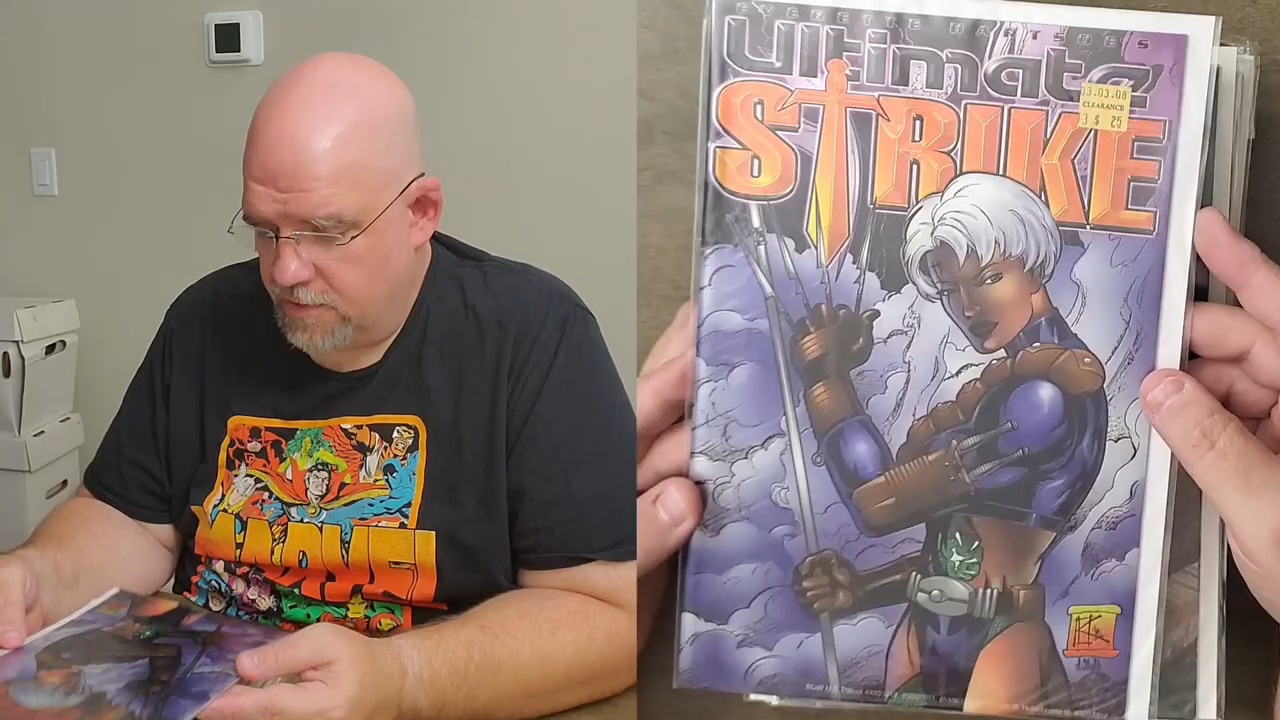 MARVEL
EVERETTE HARTSOE'S
Ultimate
STRIKE
03.03.08
CLEARANCE
3 $ 25